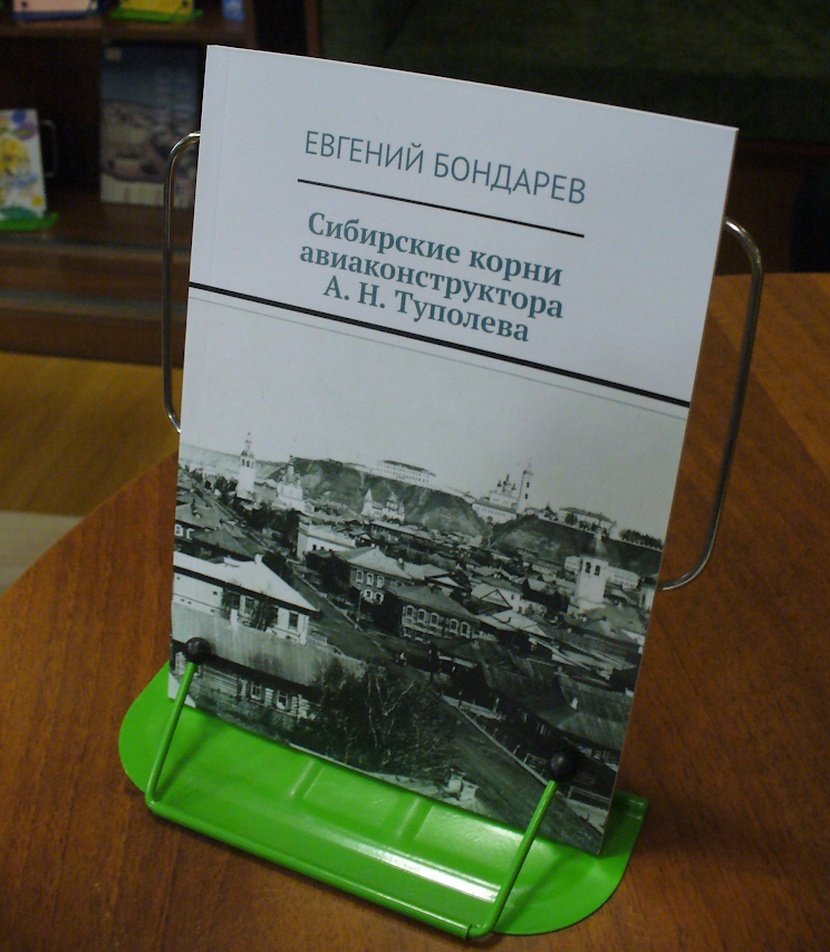 ЕВГЕНИЙ БОНДАРЕВ
Сибирские корни
авиаконструктора
А. Н. Туполева